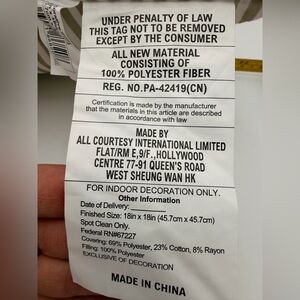 UNDER PENALTY OF LAW
THIS TAG NOT TO BE REMOVED
EXCEPT BY THE CONSUMER
ALL NEW MATERIAL
CONSISTING OF
100% POLYESTER FIBER
REG. NO.PA-42419(CN)
Certification is made by the manufacturer
that the materials in this article are described
in accordance with law
MADE BY
ALL COURTESY INTERNATIONAL LIMITED
FLAT/RM E,9/F.,HOLLYWOOD
CENTRE 77-91 QUEEN'S ROAD
WEST SHEUNG WAN HK
FOR INDOOR DECORATION ONLY.
Other Information
Date of Delivery:
Finished Size: 18in x 18in (45.7cm x 45.7cm)
Spot Clean Only.
Federal RN#67227
Covering: 69% Polyester, 23% Cotton, 8% Rayon
Filling: 100% Polyester
EXCLUSIVE OF DECORATION
MADE IN CHINA